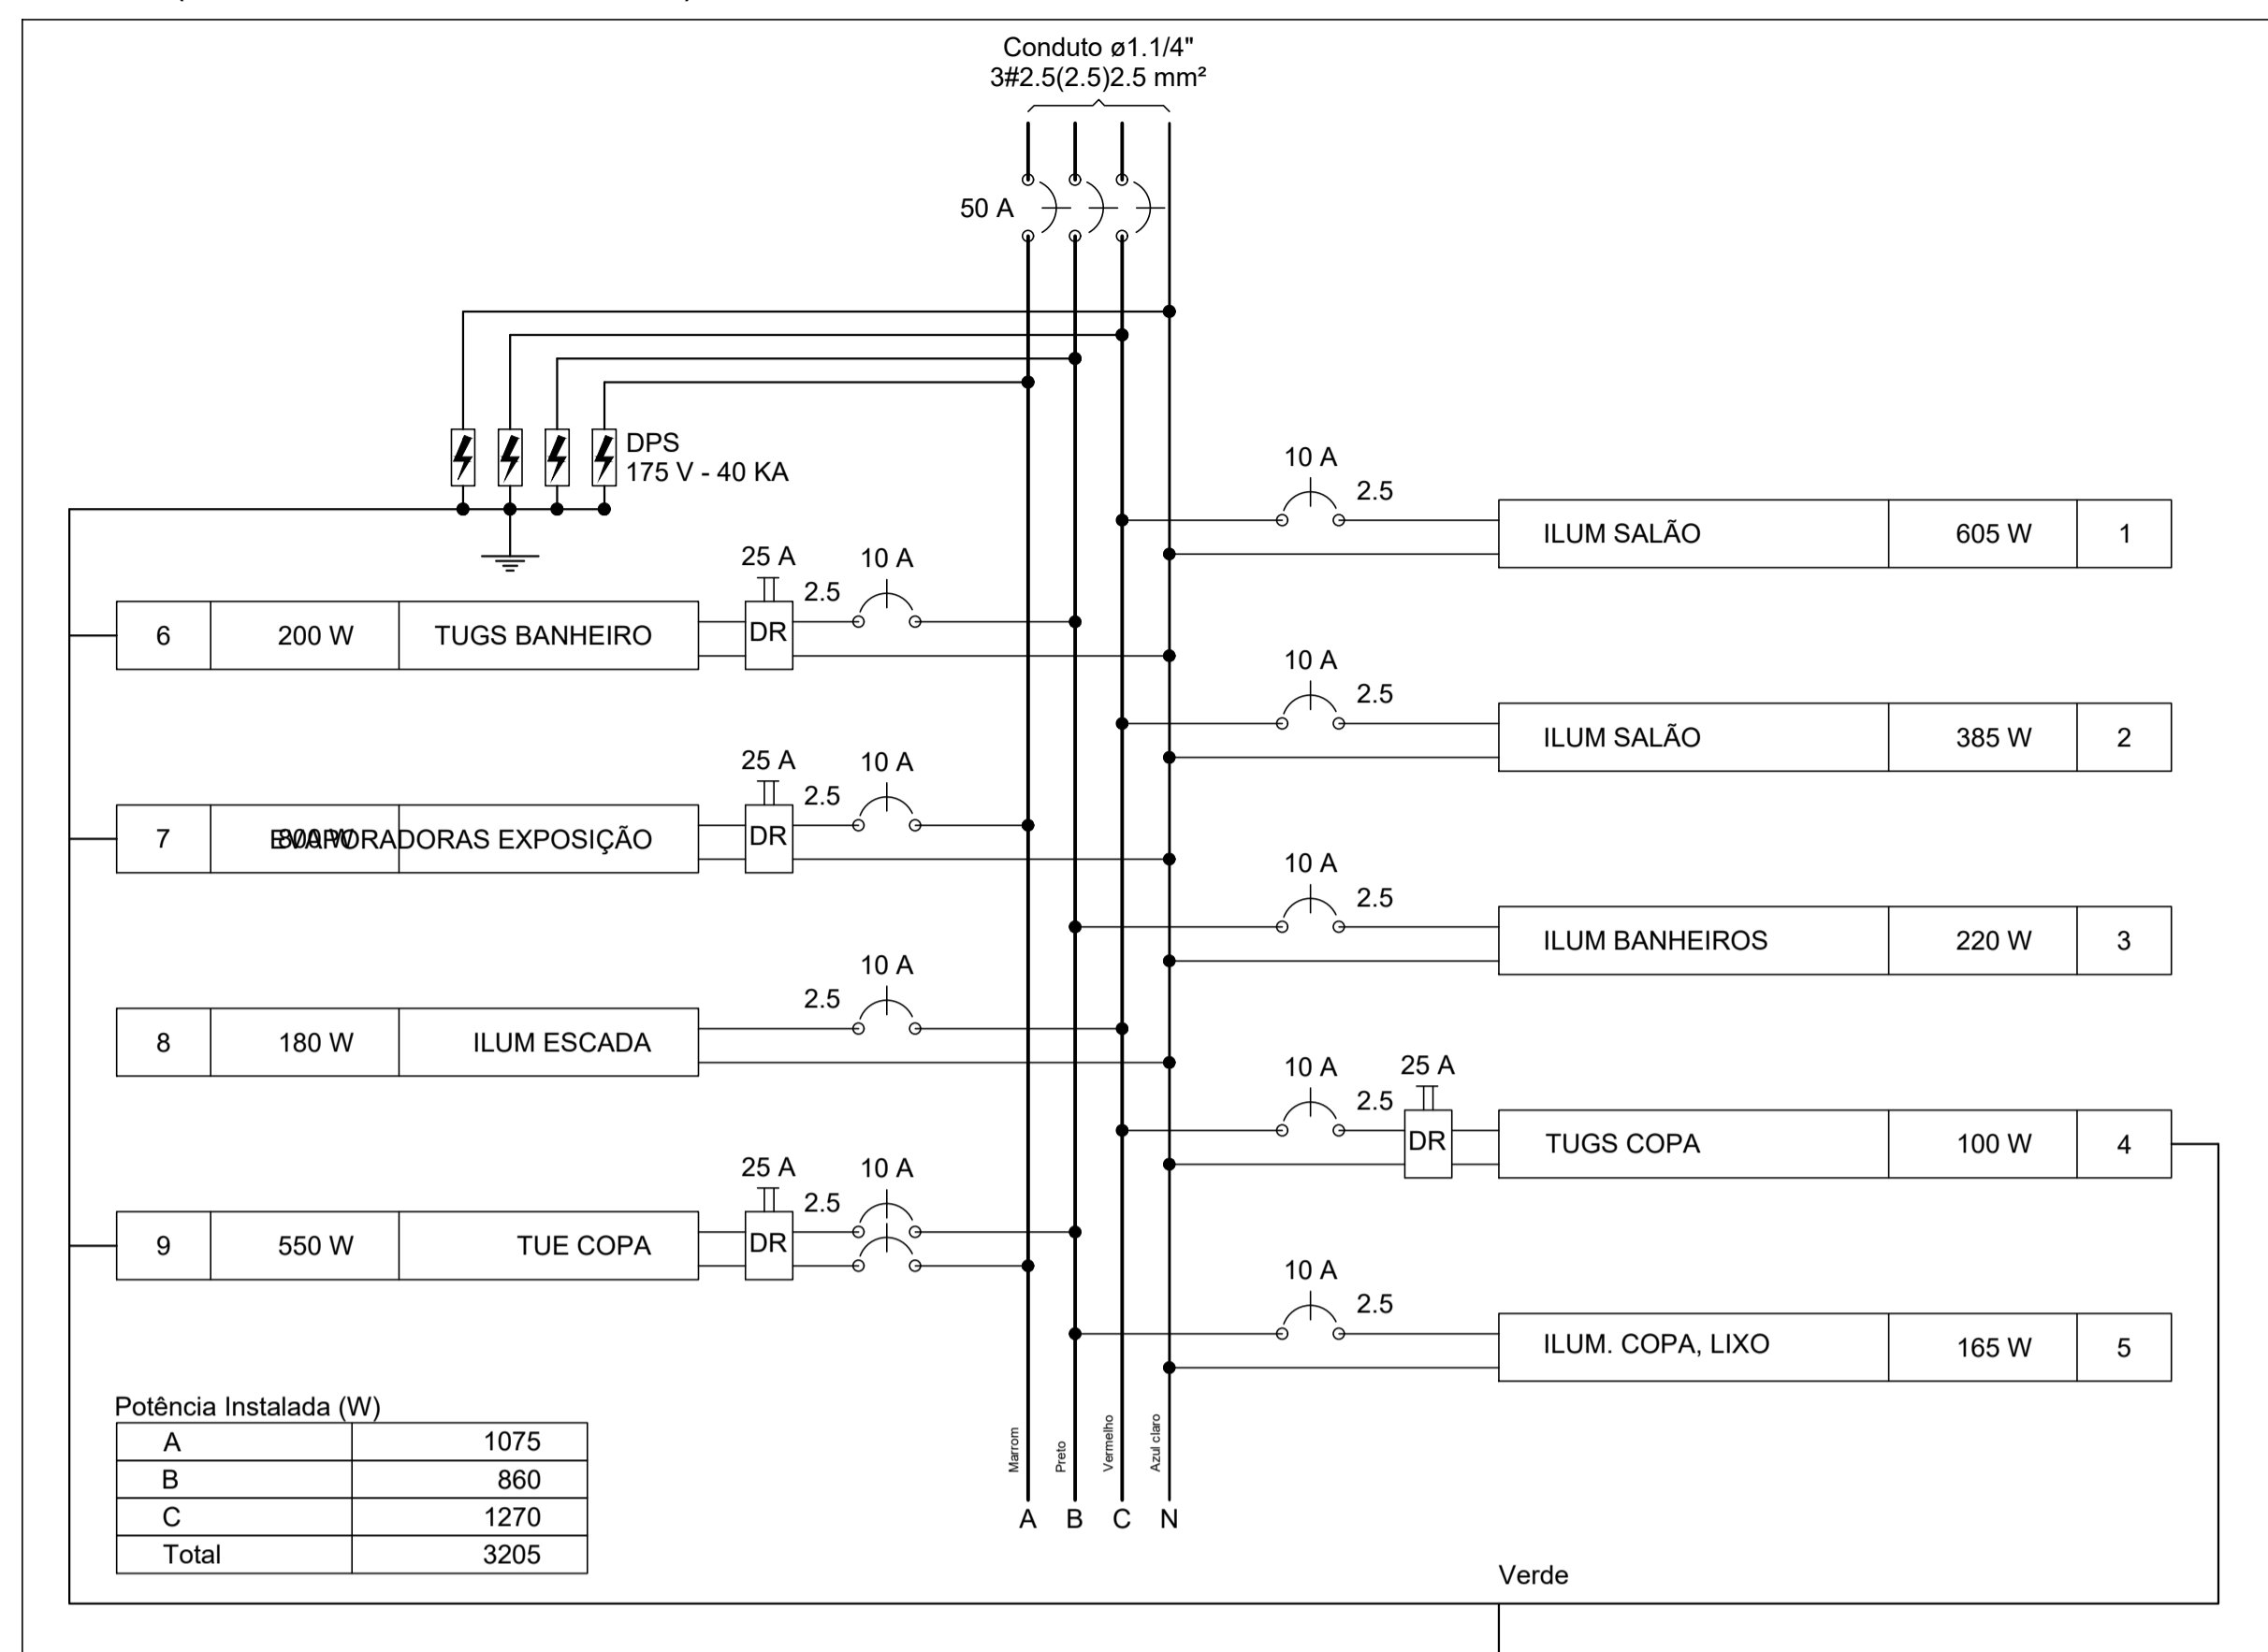 Conduto ø1.1/4"
3#2.5(2.5)2.5 mm²
50 A
DPS
175 V - 40 KA
10 A
2.5
ILUM SALÃO 605 W 1
25 A 10 A
2.5
6 200 W TUGS BANHEIRO DR
10 A
2.5
ILUM SALÃO 385 W 2
25 A 10 A
2.5
7 800 W EVAPORADORAS EXPOSIÇÃO DR
10 A
2.5
ILUM BANHEIROS 220 W 3
10 A
2.5
8 180 W ILUM ESCADA
10 A 25 A
2.5
DR TUGS COPA 100 W 4
25 A 10 A
2.5
9 550 W TUE COPA DR
10 A
2.5
ILUM. COPA, LIXO 165 W 5
Potência Instalada (W)
A 1075
B 860
C 1270
Total 3205
Marrom
Preto
Vermelho
Azul claro
A B C N
Verde